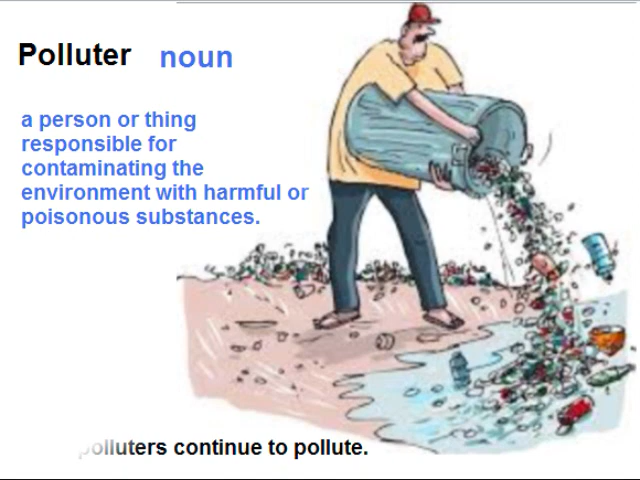 Polluter noun
a person or thing
responsible for
contaminating the
environment with harmful or
poisonous substances.
polluters continue to pollute.